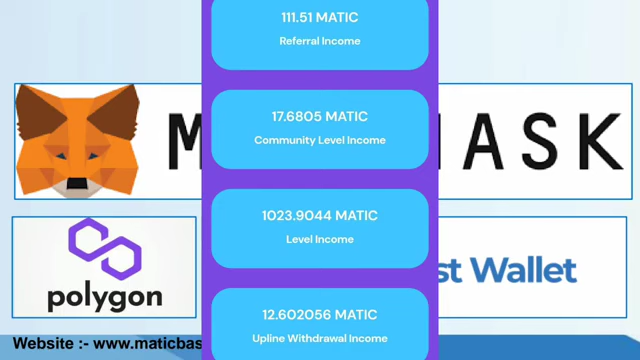 111.51 MATIC
Referral Income
17.6805 MATIC
Community Level Income
M ASK
1023.9044 MATIC
Level Income
polygon
st Wallet
12.602056 MATIC
Upline Withdrawal Income
Website :- www.maticbas